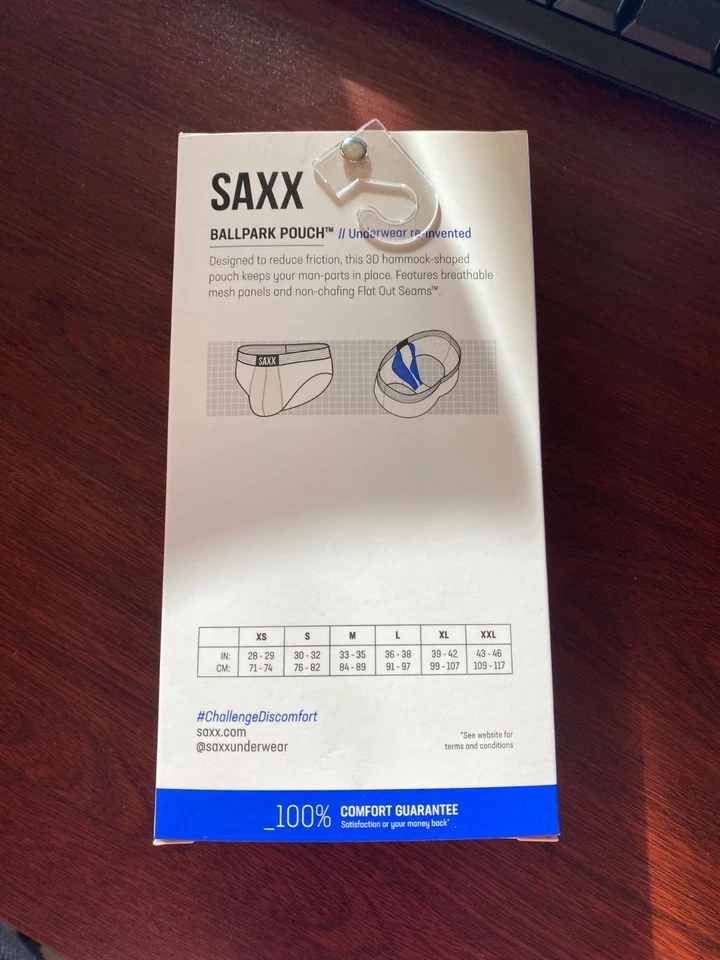 SAXX
BALLPARK POUCH™ // Underwear re-invented
Designed to reduce friction, this 3D hammock-shaped
pouch keeps your man-parts in place. Features breathable
mesh panels and non-chafing Flat Out Seams™.
SAXX
XS S M L XL XXL
IN: 28 - 29 30 - 32 33 - 35 36 - 38 39 - 42 43 - 46
CM: 71 - 74 76 - 82 84 - 89 91 - 97 99 - 107 109 - 117
#ChallengeDiscomfort
saxx.com
@saxxunderwear
*See website for
terms and conditions
_100% COMFORT GUARANTEE
Satisfaction or your money back*